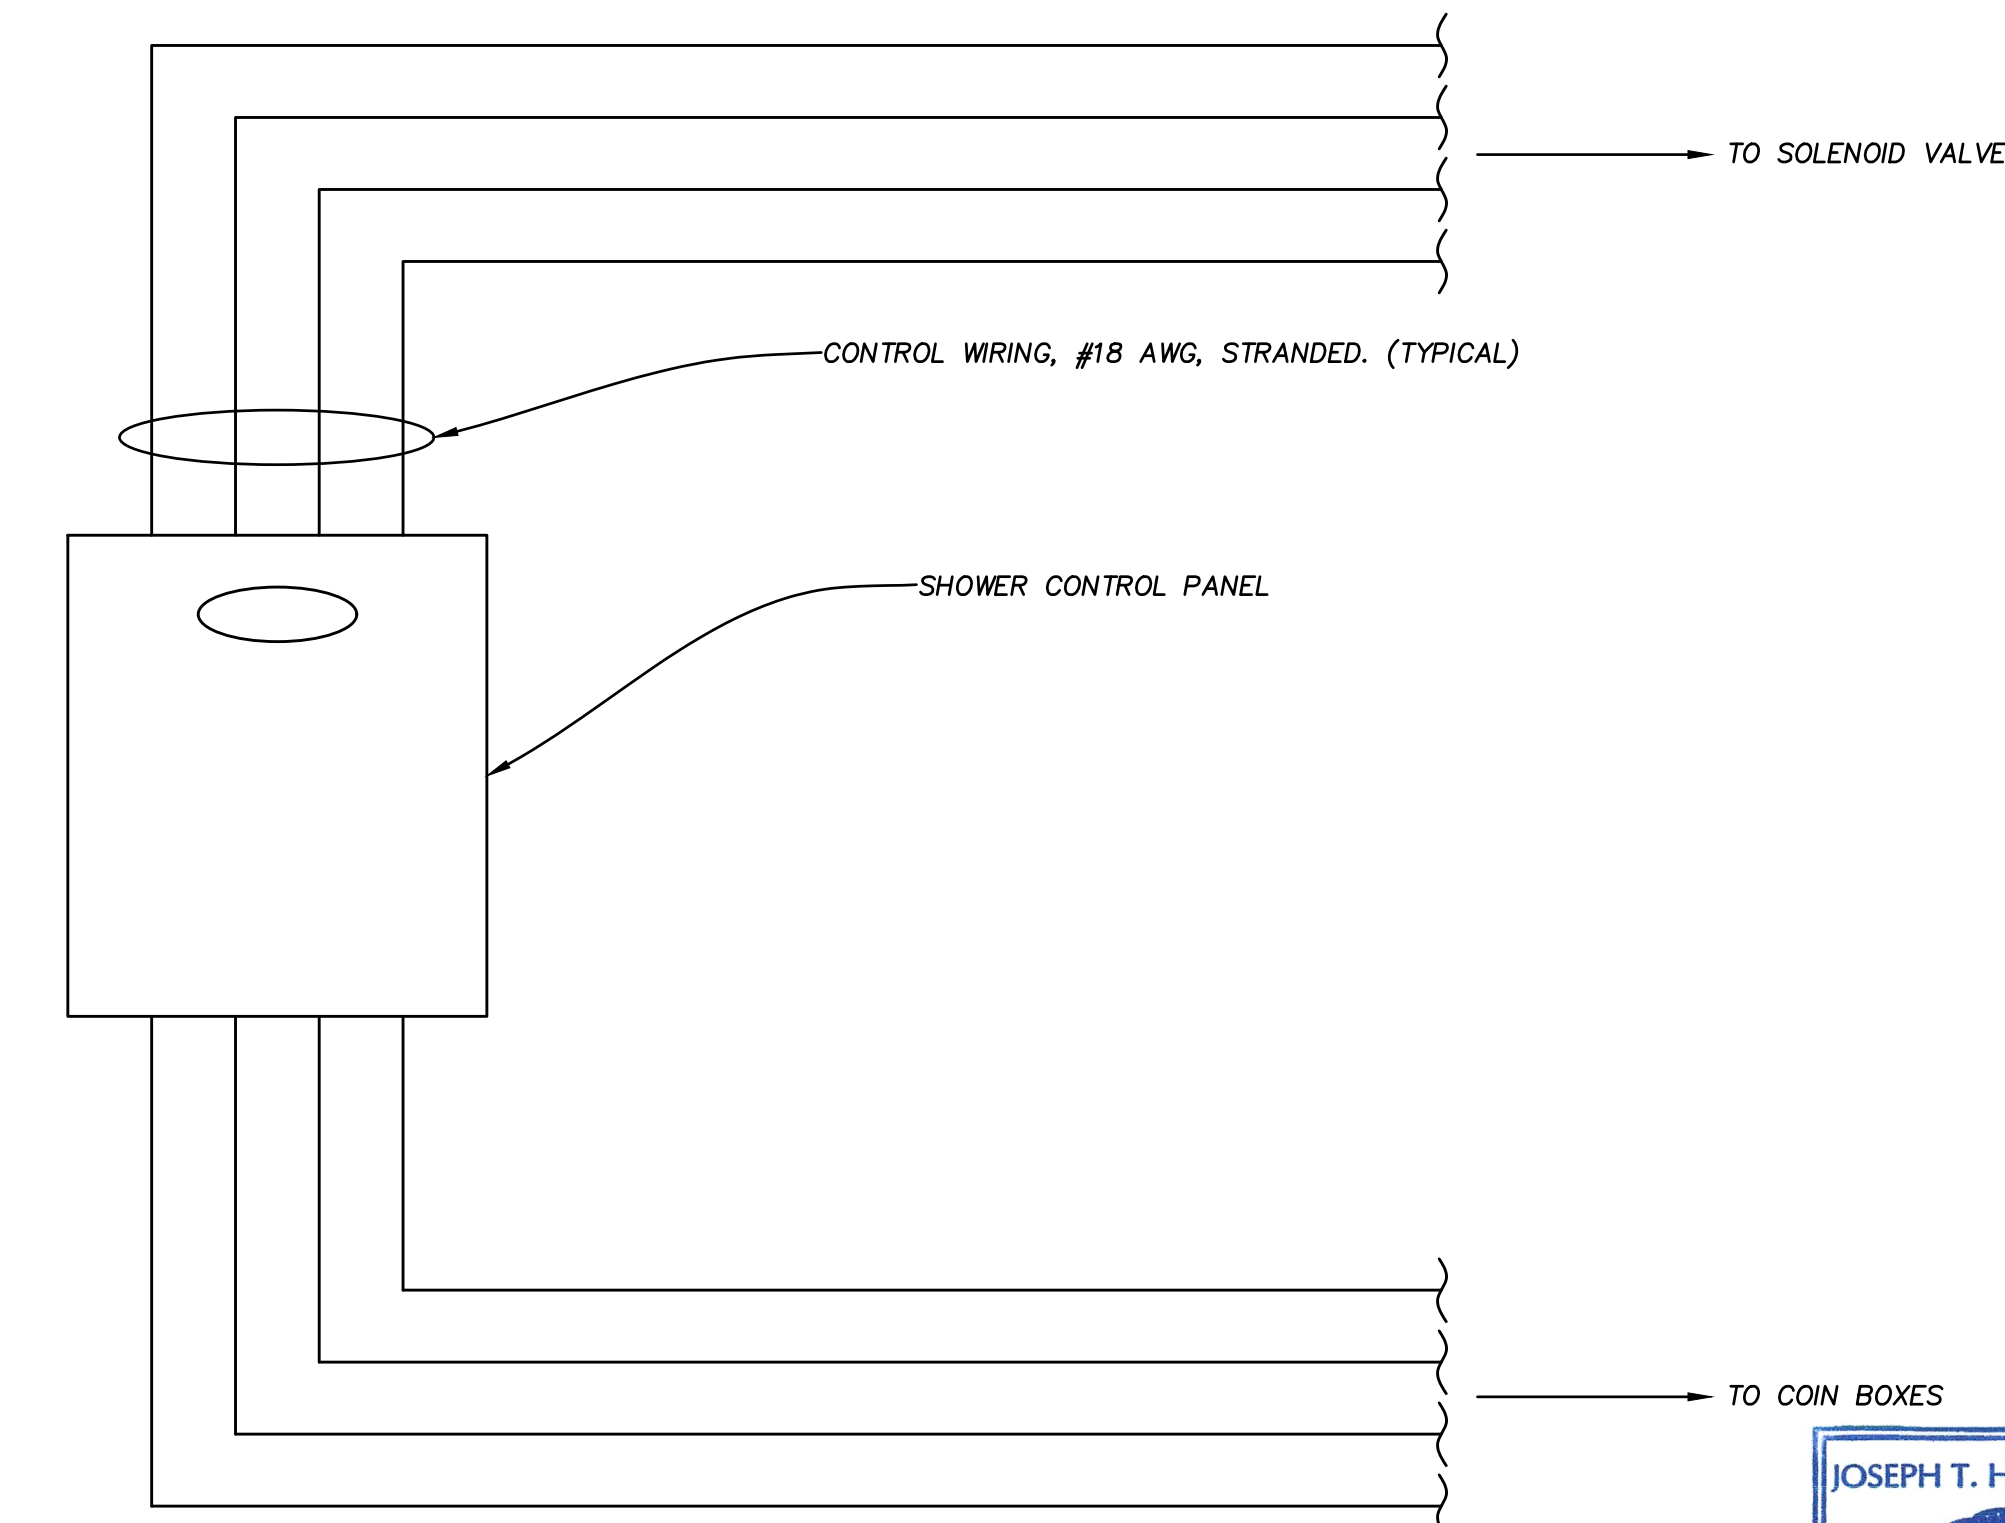 TO SOLENOID VALVE
CONTROL WIRING, #18 AWG, STRANDED. (TYPICAL)
SHOWER CONTROL PANEL
TO COIN BOXES
JOSEPH T. H